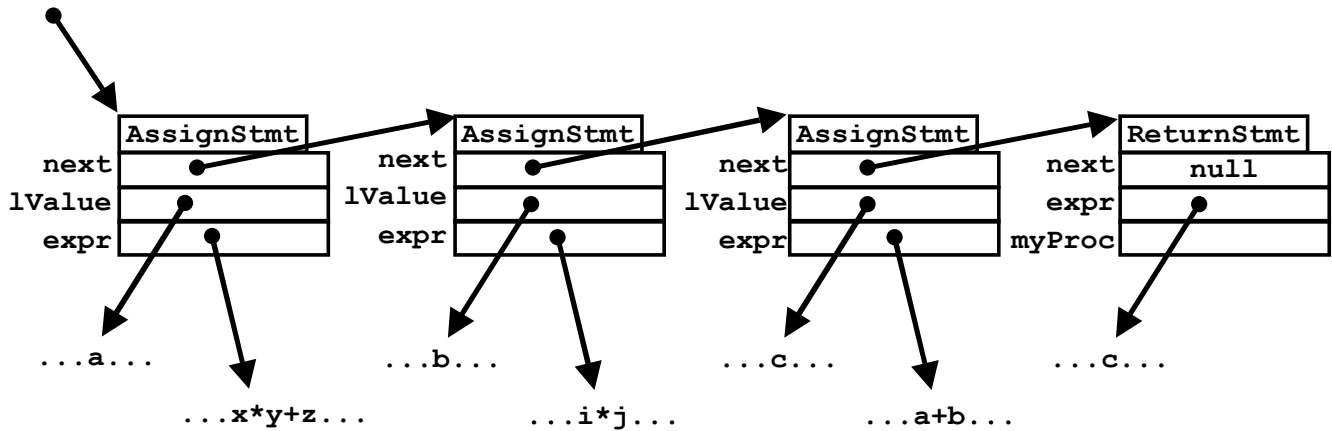 AssignStmt AssignStmt AssignStmt ReturnStmt
next next next next null
lValue lValue lValue expr
expr expr expr myProc
...a... ...b... ...c... ...c...
...x*y+z... ...i*j... ...a+b...